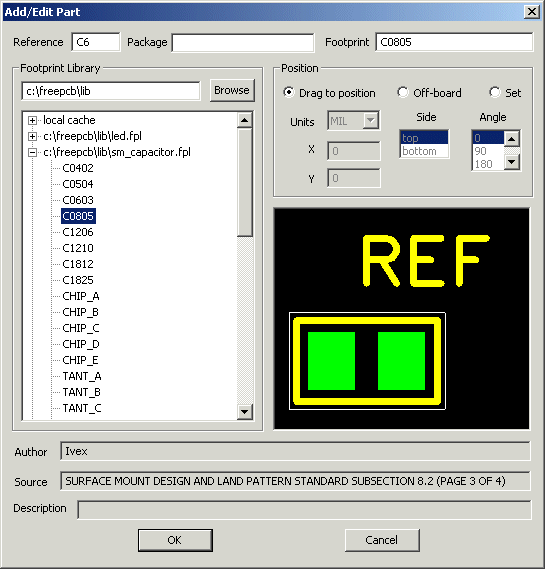 Add/Edit Part
Reference C6 Package Footprint C0805
Footprint Library
c:\freepcb\lib Browse
local cache
c:\freepcb\lib\led.fpl
c:\freepcb\lib\sm_capacitor.fpl
C0402
C0504
C0603
C0805
C1206
C1210
C1812
C1825
CHIP_A
CHIP_B
CHIP_C
CHIP_D
CHIP_E
TANT_A
TANT_B
TANT_C
Position
Drag to position Off-board Set
Units MIL Side Angle
top 0
bottom 90
180
X 0
Y 0
REF
Author Ivex
Source SURFACE MOUNT DESIGN AND LAND PATTERN STANDARD SUBSECTION 8.2 (PAGE 3 OF 4)
Description
OK Cancel